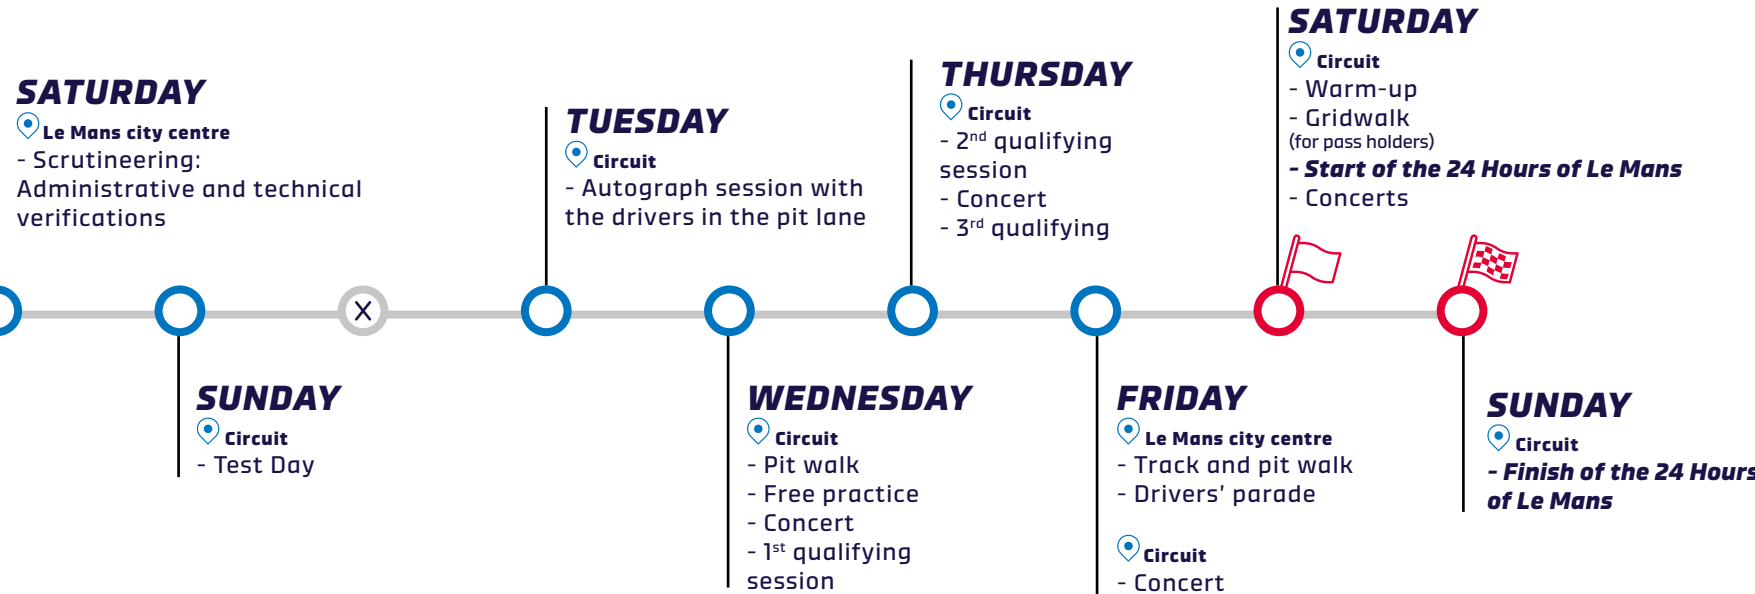 SATURDAY
Le Mans city centre
- Scrutineering:
Administrative and technical
verifications
SUNDAY
Circuit
- Test Day
X
TUESDAY
Circuit
- Autograph session with
the drivers in the pit lane
WEDNESDAY
Circuit
- Pit walk
- Free practice
- Concert
- 1st qualifying
session
THURSDAY
Circuit
- 2nd qualifying
session
- Concert
- 3rd qualifying
FRIDAY
Le Mans city centre
- Track and pit walk
- Drivers' parade
Circuit
- Concert
SATURDAY
Circuit
- Warm-up
- Gridwalk
(for pass holders)
- Start of the 24 Hours of Le Mans
- Concerts
SUNDAY
Circuit
- Finish of the 24 Hours
of Le Mans